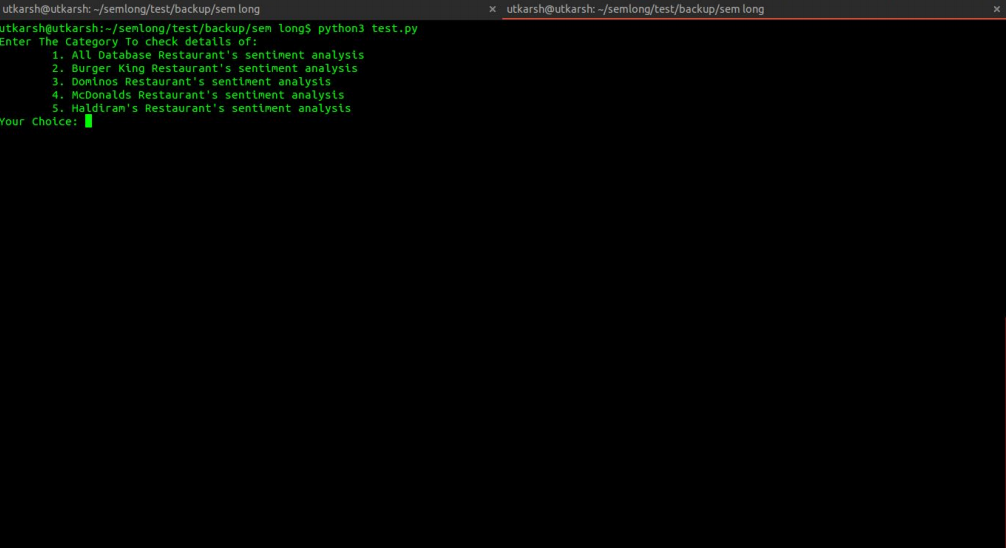 utkarsh@utkarsh: ~/semlong/test/backup/sem long
×
utkarsh@utkarsh: ~/semlong/test/backup/sem long
×
utkarsh@utkarsh:~/semlong/test/backup/sem long$ python3 test.py
Enter The Category To check details of:
1. All Database Restaurant's sentiment analysis
2. Burger King Restaurant's sentiment analysis
3. Dominos Restaurant's sentiment analysis
4. McDonalds Restaurant's sentiment analysis
5. Haldiram's Restaurant's sentiment analysis
Your Choice: